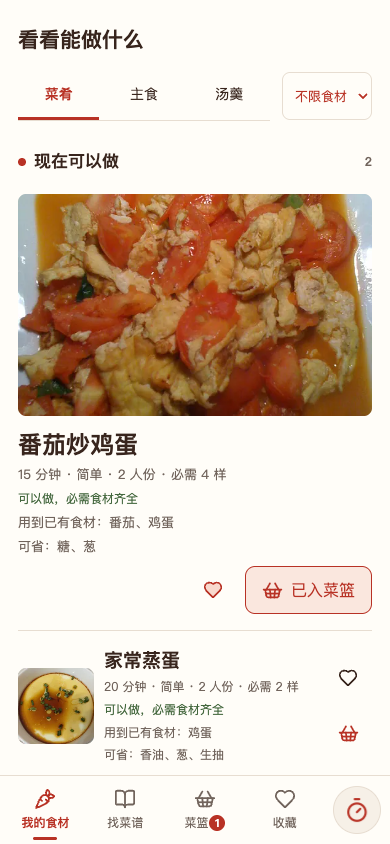 看看能做什么
菜肴
主食
汤羹
不限食材
现在可以做
2
番茄炒鸡蛋
15 分钟 · 简单 · 2 人份 · 必需 4 样
可以做，必需食材齐全
用到已有食材：番茄、鸡蛋
可省：糖、葱
已入菜篮
家常蒸蛋
20 分钟 · 简单 · 2 人份 · 必需 2 样
可以做，必需食材齐全
用到已有食材：鸡蛋
可省：香油、葱、生抽
我的食材
找菜谱
菜篮 1
收藏